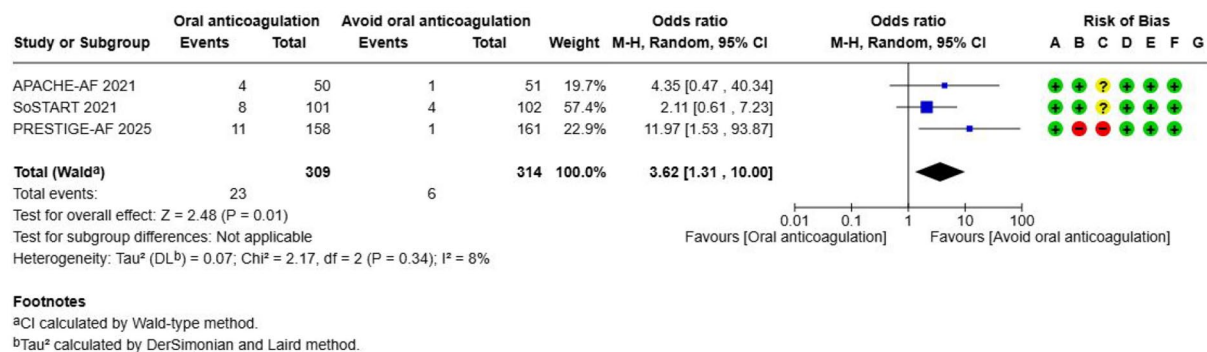 Oral anticoagulation Avoid oral anticoagulation Odds ratio Odds ratio Risk of Bias
Study or Subgroup Events Total Events Total Weight M-H, Random, 95% CI M-H, Random, 95% CI A B C D E F G
APACHE-AF 2021 4 50 1 51 19.7% 4.35 [0.47 , 40.34] + + ? + + +
SoSTART 2021 8 101 4 102 57.4% 2.11 [0.61 , 7.23] + + ? + + +
PRESTIGE-AF 2025 11 158 1 161 22.9% 11.97 [1.53 , 93.87] + − − + + +
Total (Waldᵃ) 309 314 100.0% 3.62 [1.31 , 10.00]
Total events: 23 6
Test for overall effect: Z = 2.48 (P = 0.01)
0.01 0.1 1 10 100
Test for subgroup differences: Not applicable
Favours [Oral anticoagulation] Favours [Avoid oral anticoagulation]
Heterogeneity: Tau² (DLᵇ) = 0.07; Chi² = 2.17, df = 2 (P = 0.34); I² = 8%
Footnotes
ᵃCI calculated by Wald-type method.
ᵇTau² calculated by DerSimonian and Laird method.